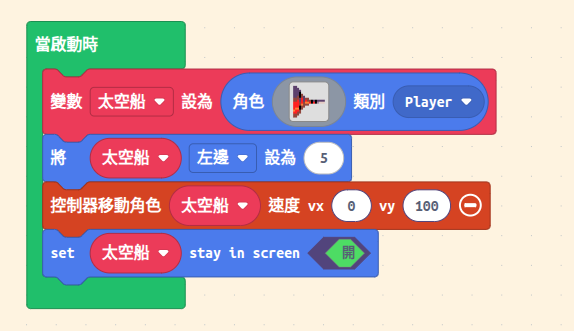 當啟動時
變數 太空船 設為 角色 類別 Player
將 太空船 左邊 設為 5
控制器移動角色 太空船 速度 vx 0 vy 100
set 太空船 stay in screen 開